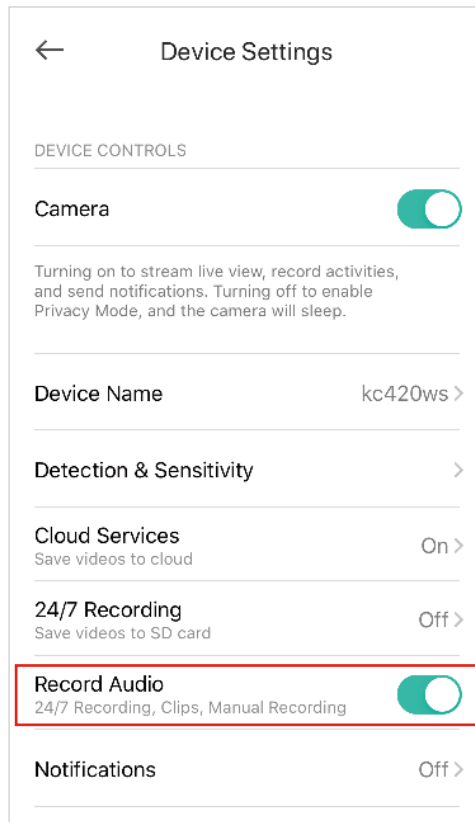 Device Settings
DEVICE CONTROLS
Camera
Turning on to stream live view, record activities,
and send notifications. Turning off to enable
Privacy Mode, and the camera will sleep.
Device Name kc420ws
Detection & Sensitivity
Cloud Services
Save videos to cloud
On
24/7 Recording
Save videos to SD card
Off
Record Audio
24/7 Recording, Clips, Manual Recording
Notifications Off